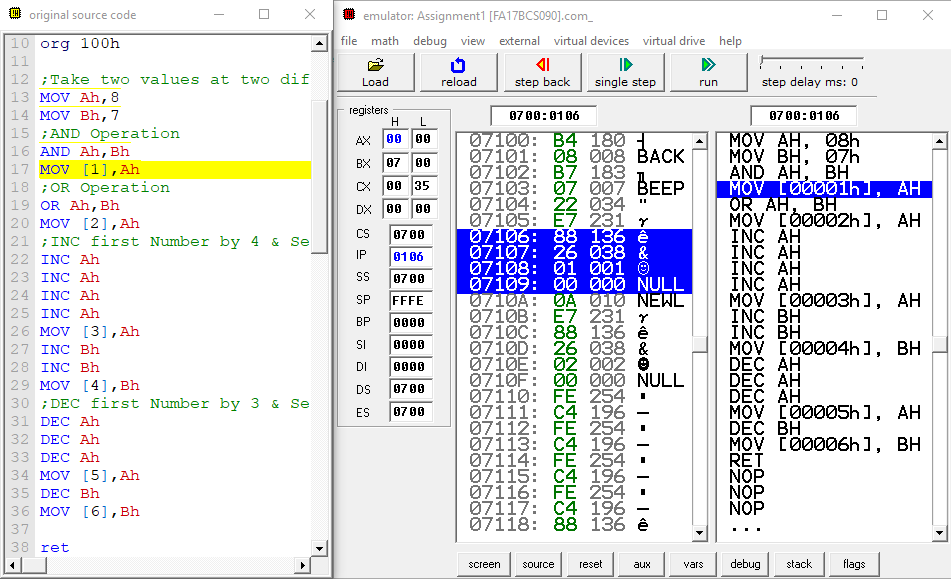 original source code
10 org 100h
11
12 ;Take two values at two dif
13 MOV Ah,8
14 MOV Bh,7
15 ;AND Operation
16 AND Ah,Bh
17 MOV [1],Ah
18 ;OR Operation
19 OR Ah,Bh
20 MOV [2],Ah
21 ;INC first Number by 4 & Se
22 INC Ah
23 INC Ah
24 INC Ah
25 INC Ah
26 MOV [3],Ah
27 INC Bh
28 INC Bh
29 MOV [4],Bh
30 ;DEC first Number by 3 & Se
31 DEC Ah
32 DEC Ah
33 DEC Ah
34 MOV [5],Ah
35 DEC Bh
36 MOV [6],Bh
37
38 ret
emulator: Assignment1 [FA17BCS090].com_
file math debug view external virtual devices virtual drive help
Load reload step back single step run step delay ms: 0
registers
H L
AX 00 00
BX 07 00
CX 00 35
DX 00 00
CS 0700
IP 0106
SS 0700
SP FFFE
BP 0000
SI 0000
DI 0000
DS 0700
ES 0700
0700:0106
07100: B4 180 ┤
07101: 08 008 BACK
07102: B7 183 ╖
07103: 07 007 BEEP
07104: 22 034 "
07105: E7 231 γ
07106: 88 136 ê
07107: 26 038 &
07108: 01 001 ☺
07109: 00 000 NULL
0710A: 0A 010 NEWL
0710B: E7 231 γ
0710C: 88 136 ê
0710D: 26 038 &
0710E: 02 002 ☻
0710F: 00 000 NULL
07110: FE 254 ■
07111: C4 196 ─
07112: FE 254 ■
07113: C4 196 ─
07114: FE 254 ■
07115: C4 196 ─
07116: FE 254 ■
07117: C4 196 ─
07118: 88 136 ê
0700:0106
MOV AH, 08h
MOV BH, 07h
AND AH, BH
MOV [00001h], AH
OR AH, BH
MOV [00002h], AH
INC AH
INC AH
INC AH
INC AH
MOV [00003h], AH
INC BH
INC BH
MOV [00004h], BH
DEC AH
DEC AH
DEC AH
MOV [00005h], AH
DEC BH
MOV [00006h], BH
RET
NOP
NOP
NOP
...
screen source reset aux vars debug stack flags